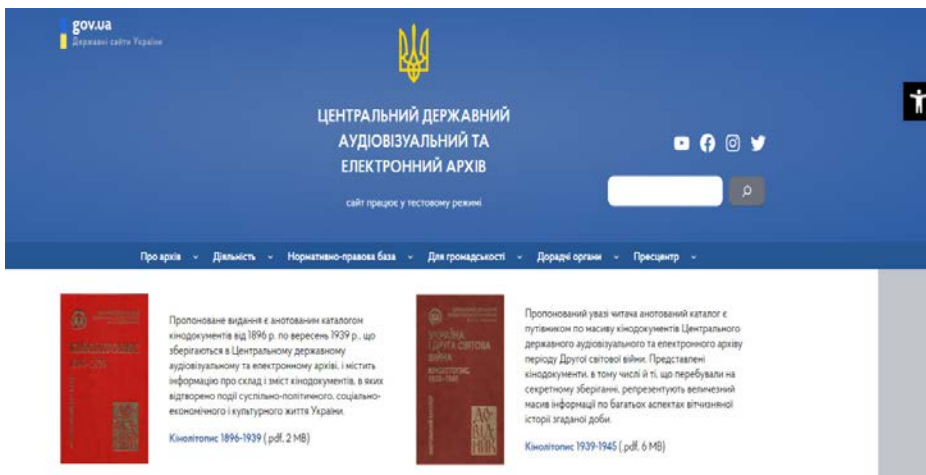 gov.ua
Державні сайти України
ЦЕНТРАЛЬНИЙ ДЕРЖАВНИЙ
АУДІОВІЗУАЛЬНИЙ ТА
ЕЛЕКТРОННИЙ АРХІВ
сайт працює у тестовому режимі
Про архів
Діяльність
Нормативно-правова база
Для громадськості
Дорадчі органи
Пресцентр
Пропоноване видання є анотованим каталогом
кінодокументів від 1896 р. по вересень 1939 р., що
зберігаються в Центральному державному
аудіовізуальному та електронному архіві, і містить
інформацію про склад і зміст кінодокументів, в яких
відтворено події суспільно-політичного, соціально-
економічного і культурного життя України.
Кінолітопис 1896-1939 (.pdf, 2 MB)
УКРАЇНА
І ДРУГА СВІТОВА
ВІЙНА
КІНОЛІТОПИС
1939-1945
Пропонований увазі читача анотований каталог є
путівником по масиву кінодокументів Центрального
державного аудіовізуального та електронного архіву
періоду Другої світової війни. Представлені
кінодокументи, в тому числі й ті, що перебували на
секретному зберіганні, репрезентують величезний
масив інформації по багатьох аспектах вітчизняної
історії згаданої доби.
Кінолітопис 1939-1945 (.pdf, 6 MB)